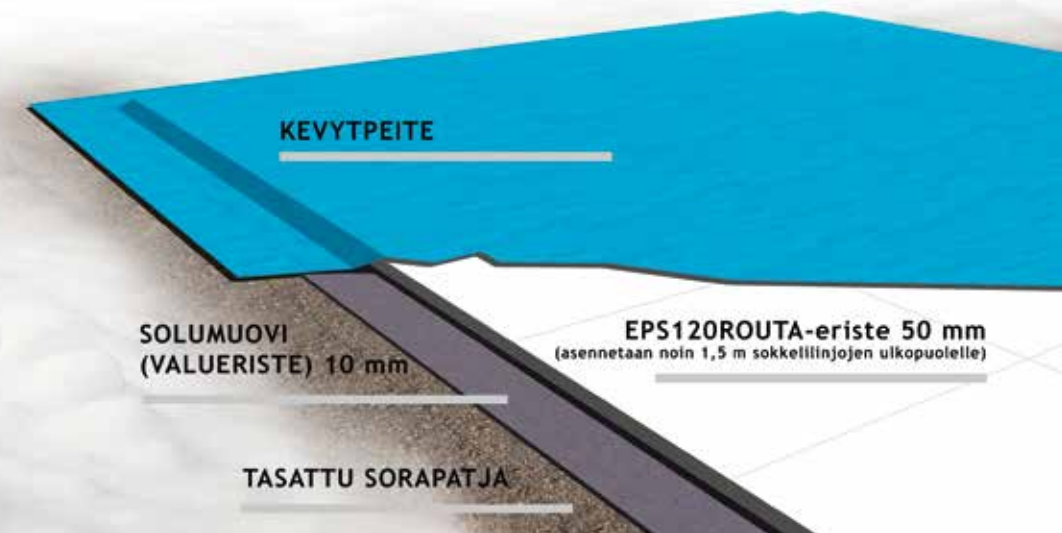 KEVYTPEITE
SOLUMUOVI
(VALUERISTE) 10 mm
EPS120ROUTA-eriste 50 mm
(asennetaan noin 1,5 m sokkelilinjojen ulkopuolelle)
TASATTU SORAPATJA